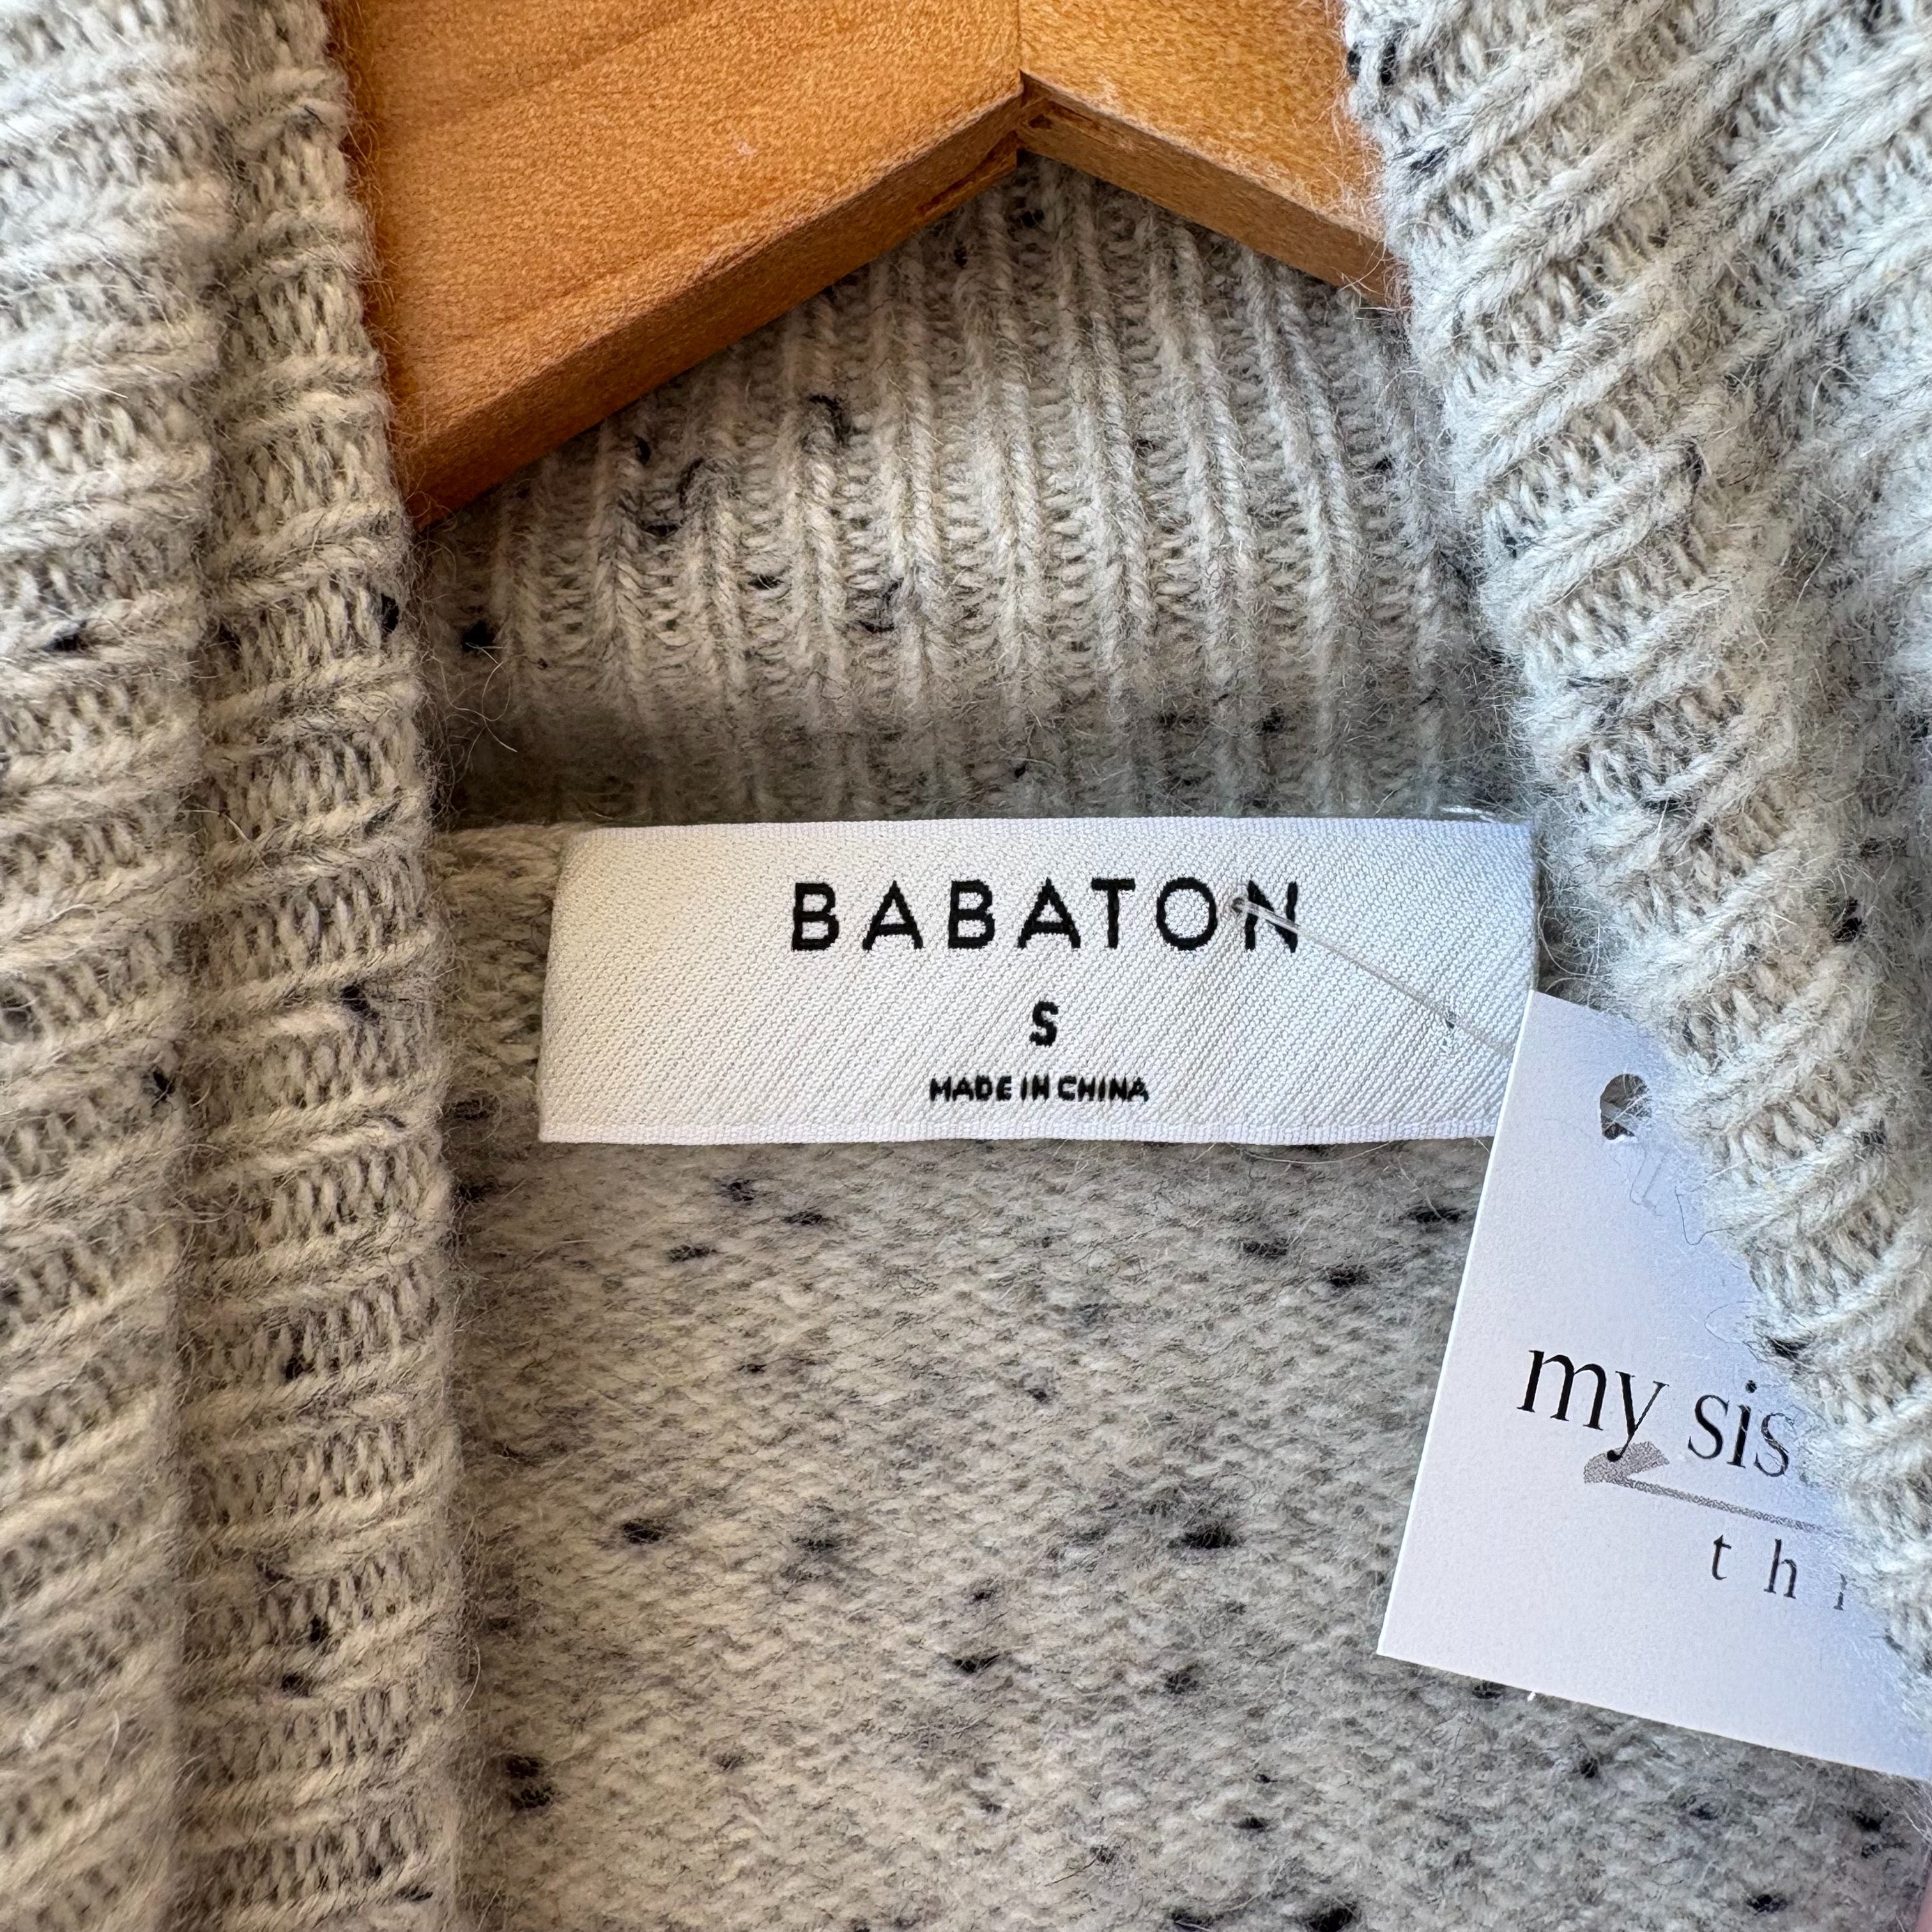 BABATON
S
MADE IN CHINA
my sis
th